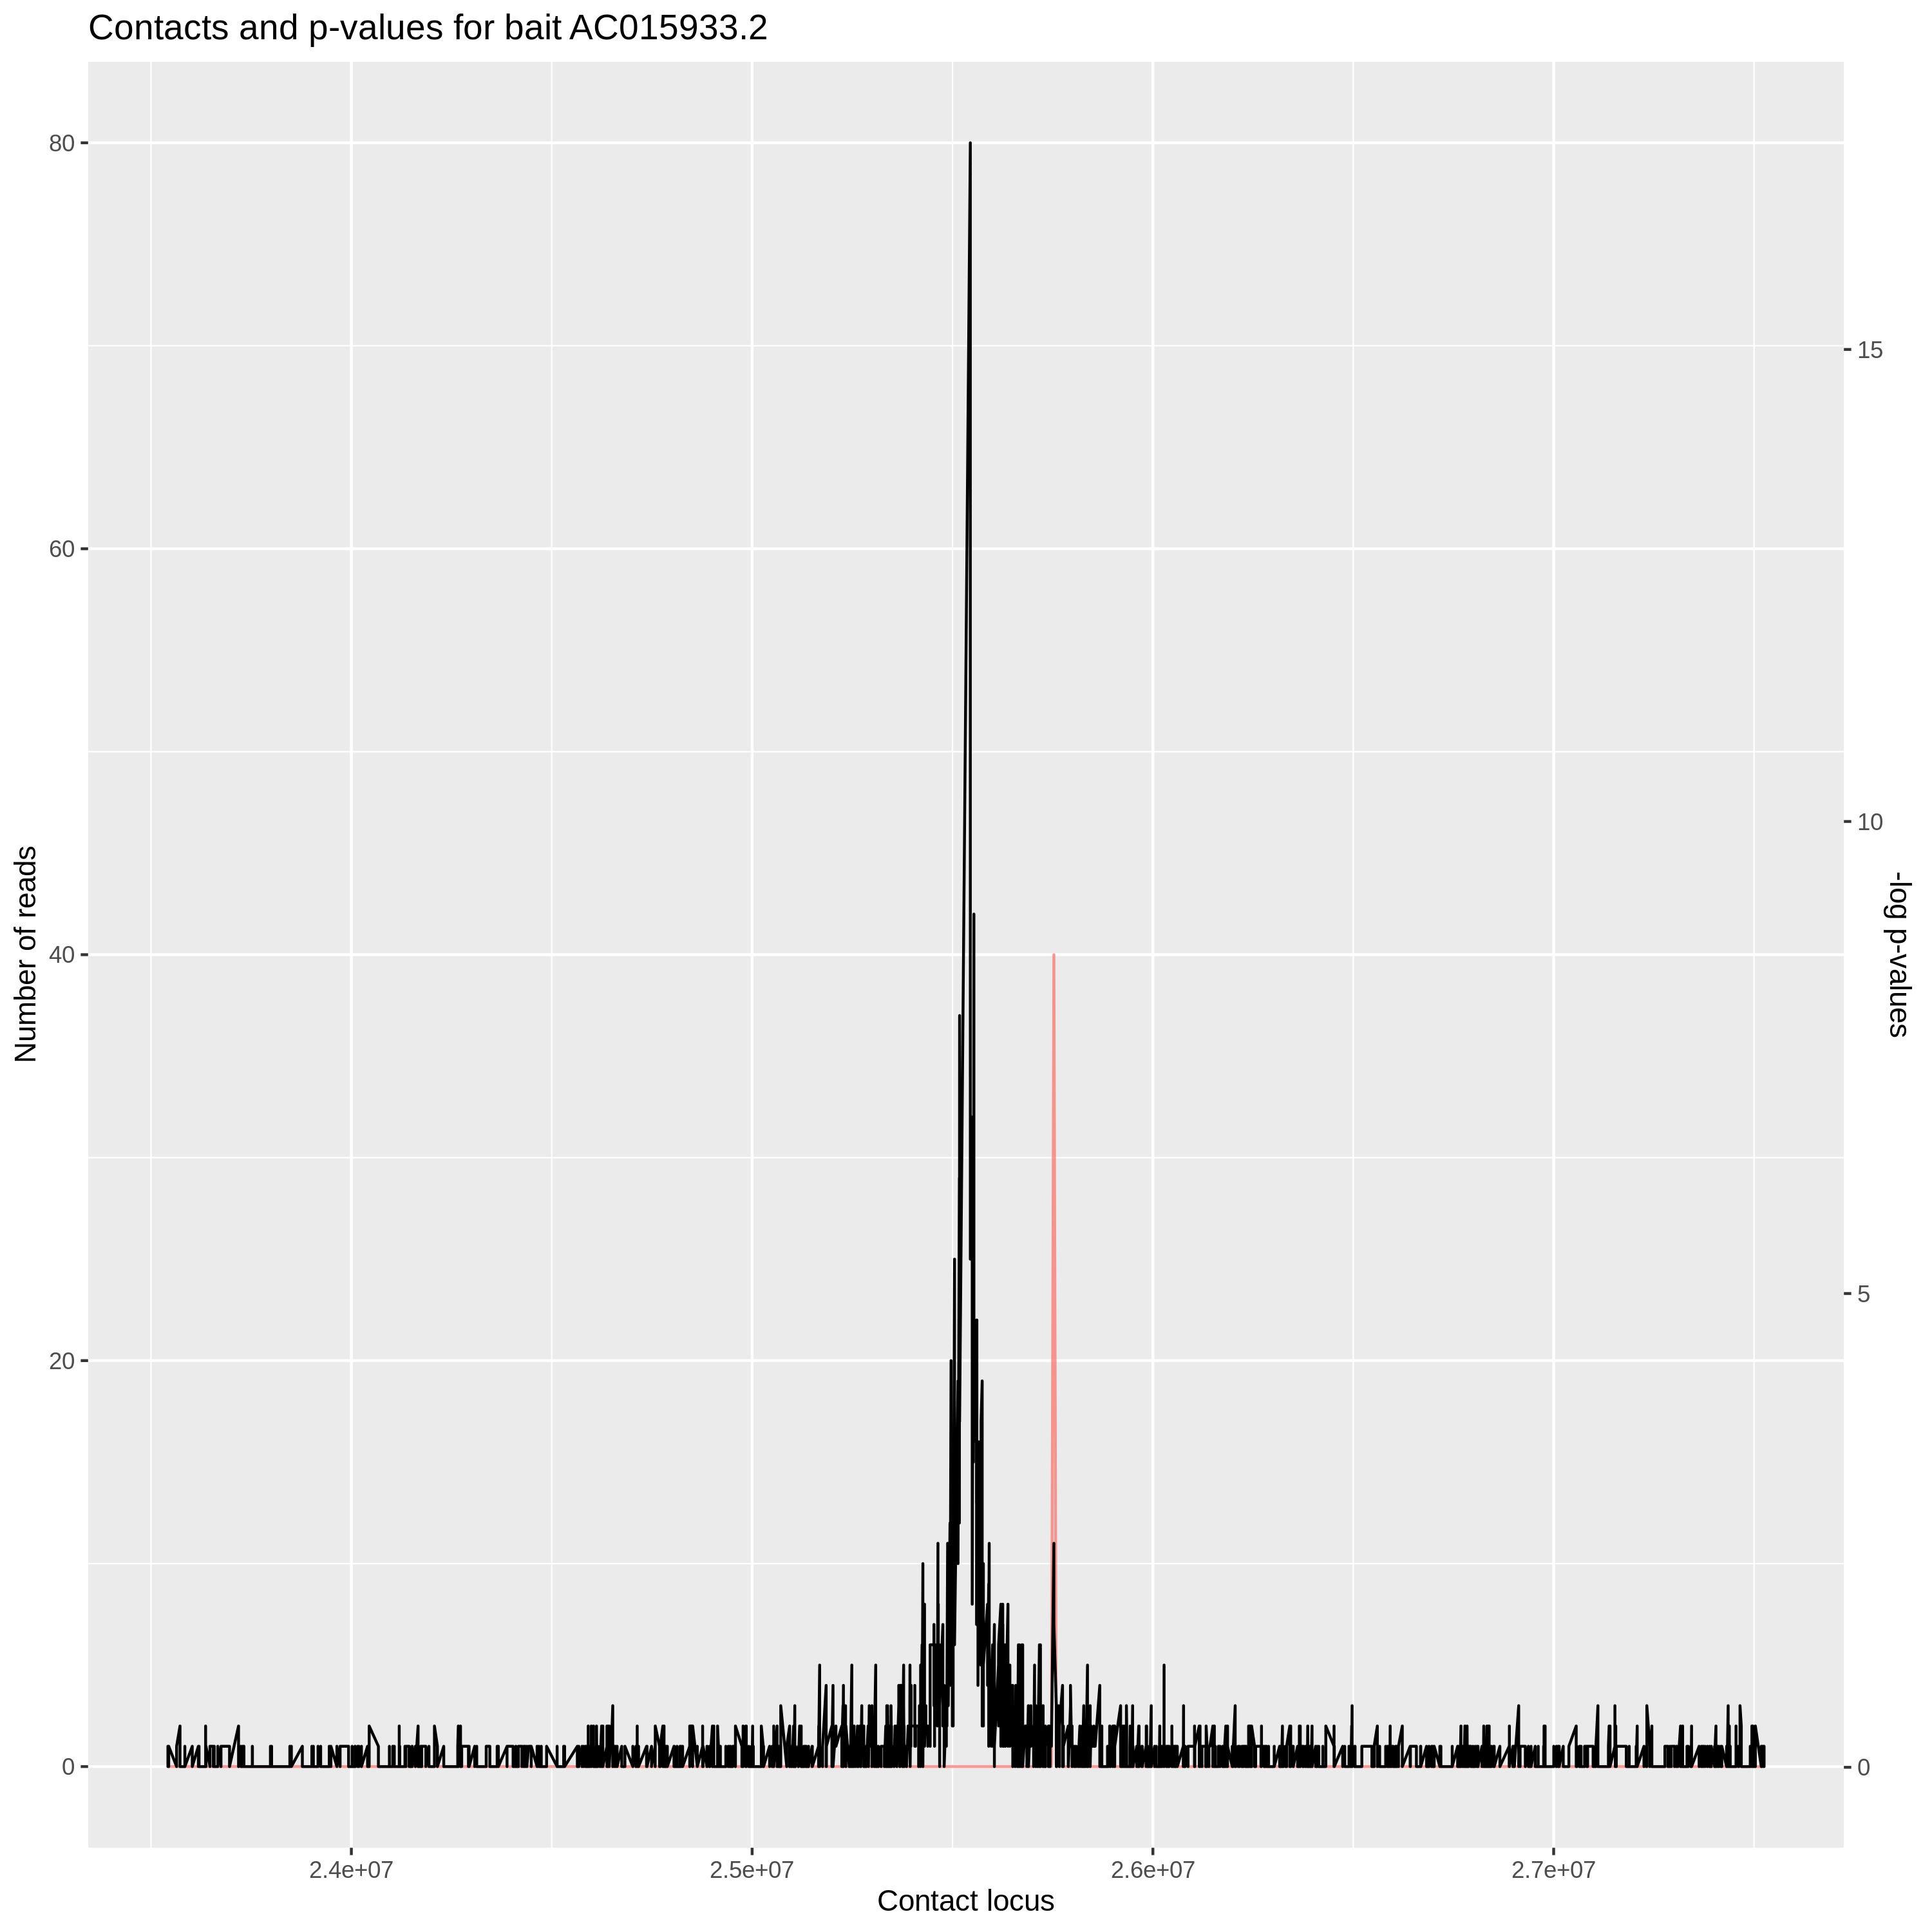 Contacts and p-values for bait AC015933.2
80
60
40
20
0
Number of reads
15
10
5
0
-log p-values
2.4e+07
2.5e+07
2.6e+07
2.7e+07
Contact locus